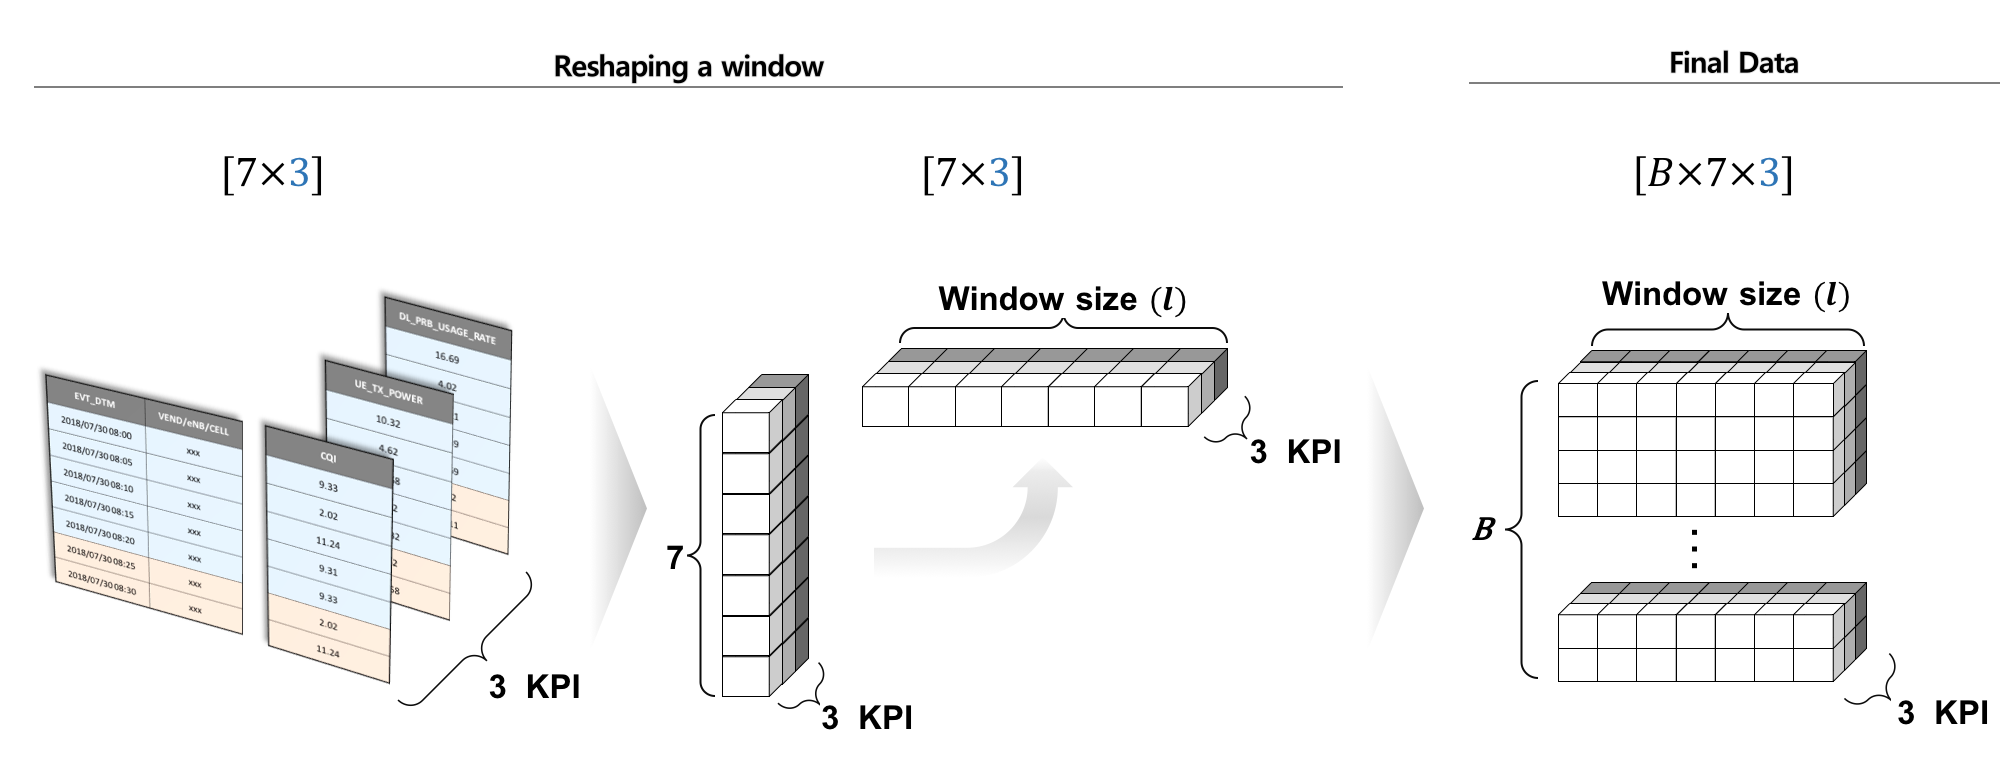 Reshaping a window
Final Data
[7×3]
[7×3]
[B×7×3]
EVT_DTM VEND/eNB/CELL
2018/07/30 08:00 xxx
2018/07/30 08:05 xxx
2018/07/30 08:10 xxx
2018/07/30 08:15 xxx
2018/07/30 08:20 xxx
2018/07/30 08:25 xxx
2018/07/30 08:30 xxx
CQI
9.33
2.02
11.24
9.31
9.33
2.02
11.24
UE_TX_POWER
10.32
4.62
DL_PRB_USAGE_RATE
16.69
4.02
3 KPI
7
3 KPI
Window size (l)
3 KPI
Window size (l)
B
⋮
3 KPI